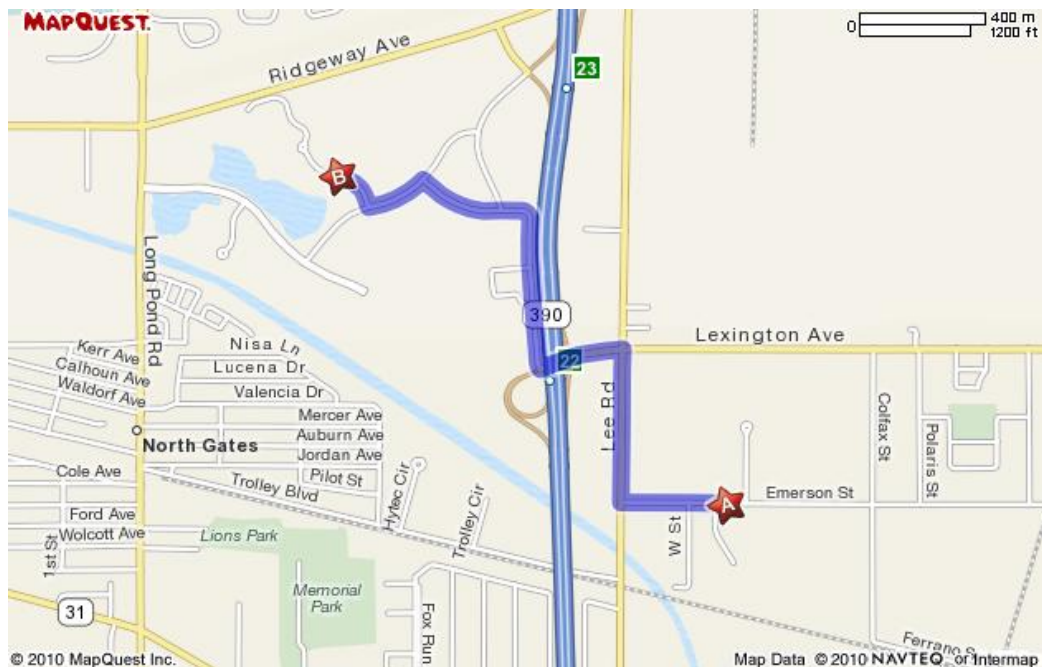 MAPQUEST.
400 m
0
1200 ft
Ridgeway Ave
23
B
Long Pond Rd
390
Lexington Ave
Nisa Ln
Kerr Ave
Lucena Dr
22
Calhoun Ave
Waldorf Ave
Valencia Dr
Lee Rd
Colfax St
Mercer Ave
Polaris St
North Gates
Auburn Ave
Jordan Ave
Cole Ave
Pilot St
Trolley Blvd
Hytec Cir
Emerson St
A
Ford Ave
Trolley Cir
W St
Wolcott Ave
Lions Park
1st St
Memorial
Park
31
Fox Run
Ferrano S
© 2010 MapQuest Inc.
Map Data © 2010 NAVTEQ or Intermap